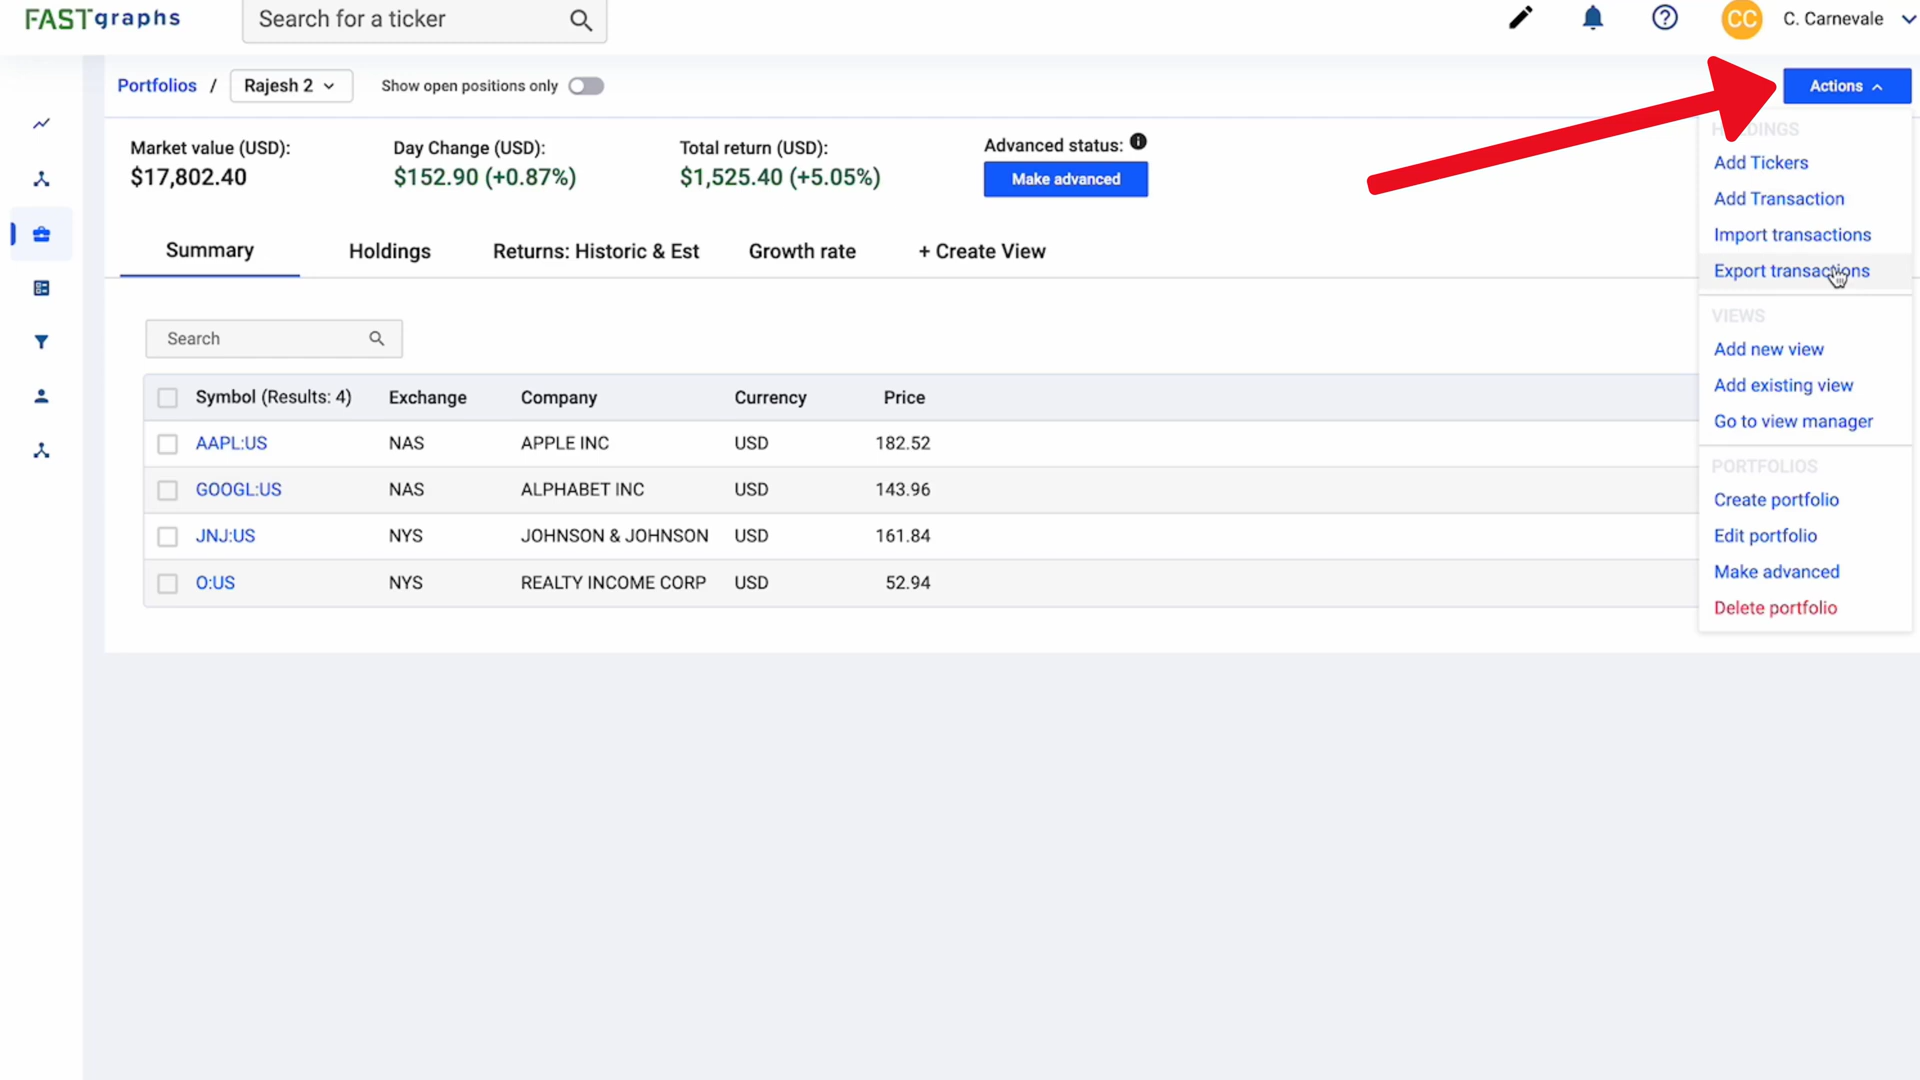 FASTgraphs
Search for a ticker
CC
C. Carnevale
Portfolios / Rajesh 2
Show open positions only
Actions
Market value (USD):
$17,802.40
Day Change (USD):
$152.90 (+0.87%)
Total return (USD):
$1,525.40 (+5.05%)
Advanced status:
Make advanced
Summary
Holdings
Returns: Historic & Est
Growth rate
+ Create View
Search
Symbol (Results: 4) Exchange Company Currency Price
AAPL:US NAS APPLE INC USD 182.52
GOOGL:US NAS ALPHABET INC USD 143.96
JNJ:US NYS JOHNSON & JOHNSON USD 161.84
O:US NYS REALTY INCOME CORP USD 52.94
HOLDINGS
Add Tickers
Add Transaction
Import transactions
Export transactions
VIEWS
Add new view
Add existing view
Go to view manager
PORTFOLIOS
Create portfolio
Edit portfolio
Make advanced
Delete portfolio